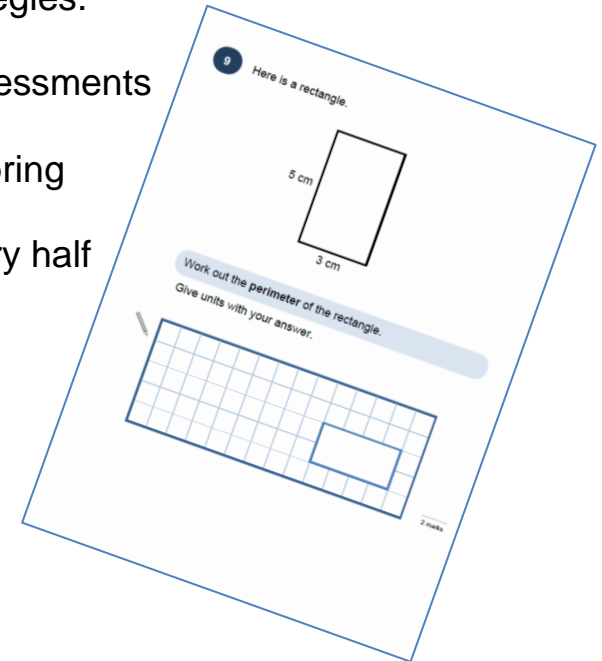 egies.
essments
oring
ry half
9
Here is a rectangle.
5 cm
3 cm
Work out the perimeter of the rectangle.
Give units with your answer.
2 marks